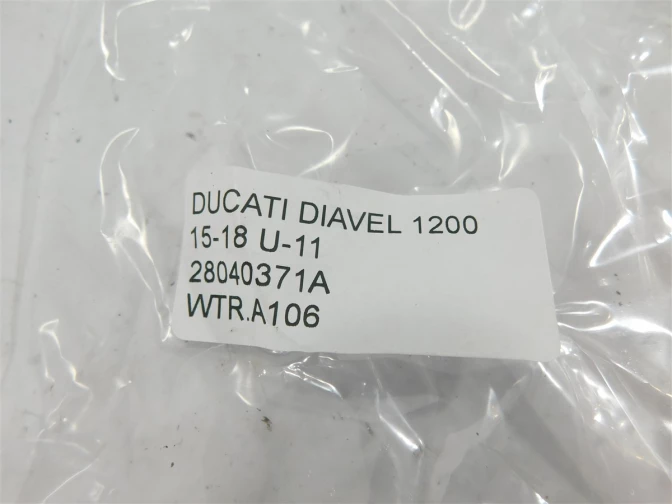 DUCATI DIAVEL 1200
15-18 U-11
28040371A
WTR.A106